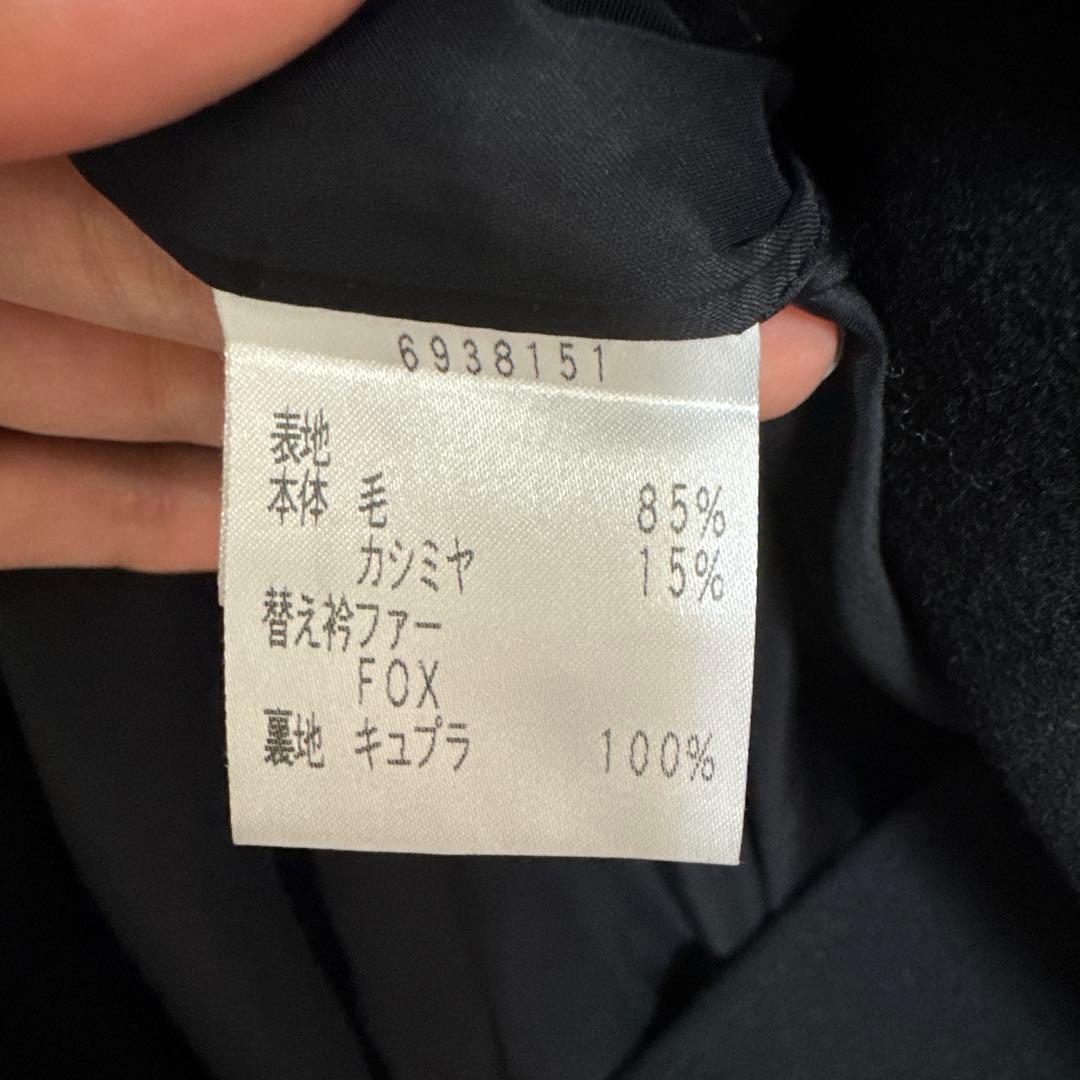 6938151
表地
本体 毛 85%
カシミヤ 15%
替え衿ファー
FOX
裏地 キュプラ 100%